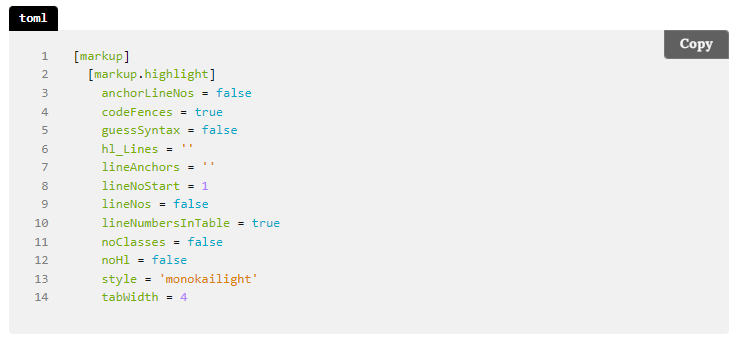 toml
Copy
1 [markup]
2   [markup.highlight]
3     anchorLineNos = false
4     codeFences = true
5     guessSyntax = false
6     hl_Lines = ''
7     lineAnchors = ''
8     lineNoStart = 1
9     lineNos = false
10     lineNumbersInTable = true
11     noClasses = false
12     noHl = false
13     style = 'monokailight'
14     tabWidth = 4